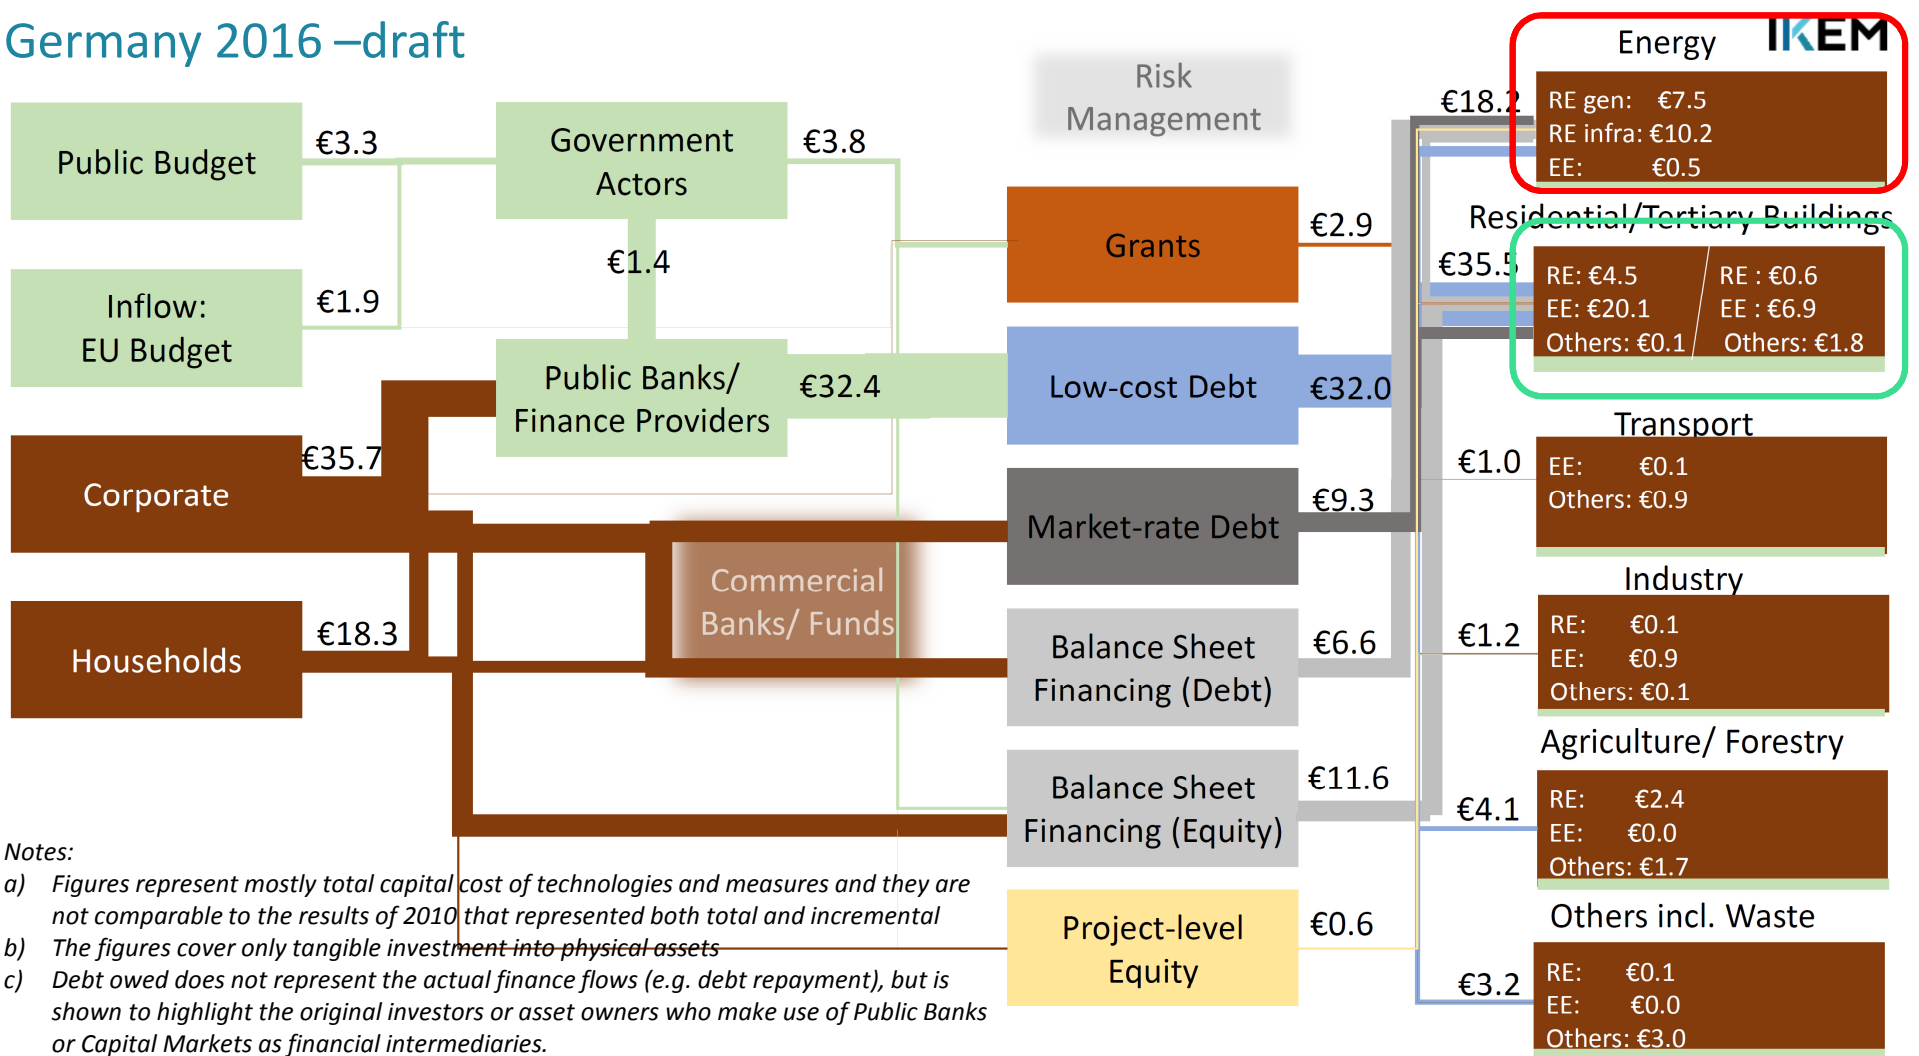 Germany 2016 –draft
IKEM
Public Budget
€3.3
Inflow:
EU Budget
€1.9
Corporate
€35.7
Households
€18.3
Government
Actors
€3.8
€1.4
Public Banks/
Finance Providers
€32.4
Commercial
Banks/ Funds
Risk
Management
Grants
€2.9
Low-cost Debt
€32.0
Market-rate Debt
€9.3
Balance Sheet
Financing (Debt)
€6.6
Balance Sheet
Financing (Equity)
€11.6
Project-level
Equity
€0.6
Energy
€18.2
RE gen: €7.5
RE infra: €10.2
EE: €0.5
Residential/Tertiary Buildings
€35.5
RE: €4.5
EE: €20.1
Others: €0.1
RE : €0.6
EE : €6.9
Others: €1.8
Transport
€1.0
EE: €0.1
Others: €0.9
Industry
€1.2
RE: €0.1
EE: €0.9
Others: €0.1
Agriculture/ Forestry
€4.1
RE: €2.4
EE: €0.0
Others: €1.7
Others incl. Waste
€3.2
RE: €0.1
EE: €0.0
Others: €3.0
Notes:
a) Figures represent mostly total capital cost of technologies and measures and they are
not comparable to the results of 2010 that represented both total and incremental
b) The figures cover only tangible investment into physical assets
c) Debt owed does not represent the actual finance flows (e.g. debt repayment), but is
shown to highlight the original investors or asset owners who make use of Public Banks
or Capital Markets as financial intermediaries.